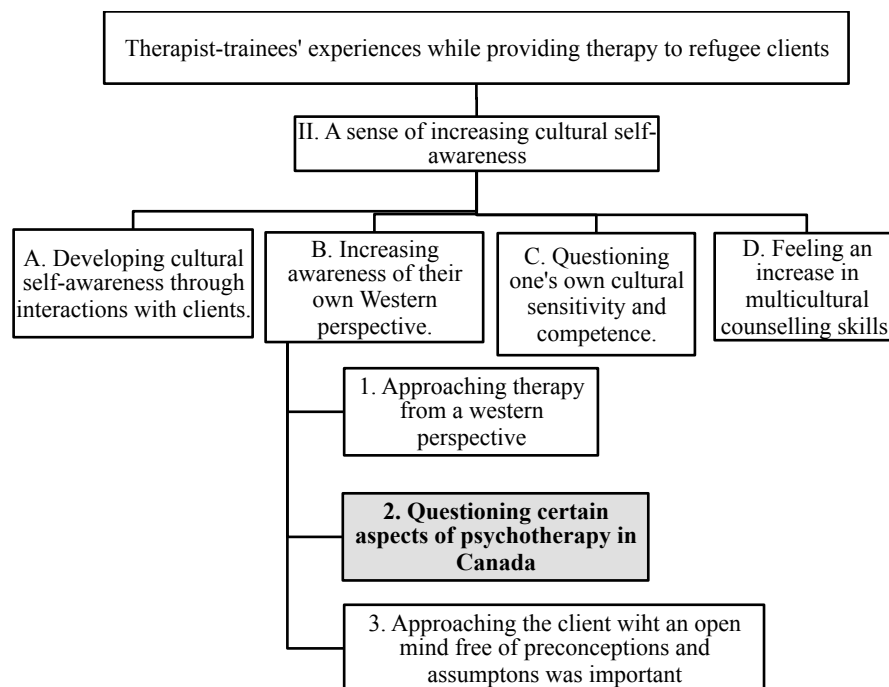 Therapist-trainees' experiences while providing therapy to refugee clients
II. A sense of increasing cultural self-
awareness
A. Developing cultural
self-awareness through
interactions with clients.
B. Increasing
awareness of their
own Western
perspective.
C. Questioning
one's own cultural
sensitivity and
competence.
D. Feeling an
increase in
multicultural
counselling skills
1. Approaching therapy
from a western
perspective
2. Questioning certain
aspects of psychotherapy in
Canada
3. Approaching the client wiht an open
mind free of preconceptions and
assumptons was important